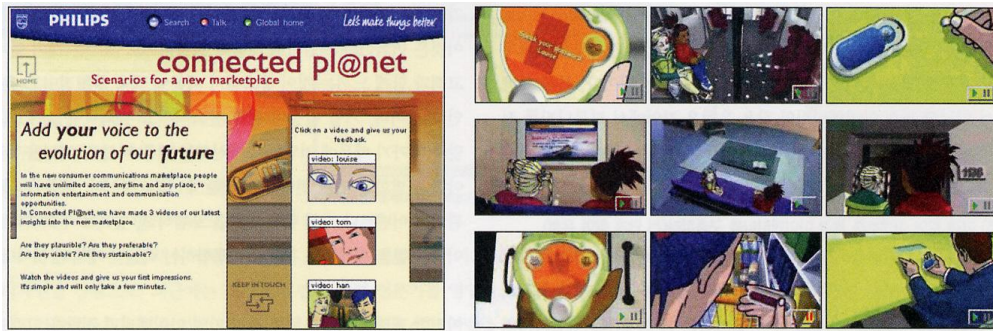 PHILIPS
Search
Talk
Global home
Let's make things better
HOME
connected pl@net
Scenarios for a new marketplace
Add your voice to the
evolution of our future
In the new consumer communications marketplace people
will have unlimited access, any time and any place, to
information entertainment and communication
opportunities.
In Connected Pl@net, we have made 3 videos of our latest
insights into the new marketplace.
Are they plausible? Are they preferable?
Are they viable? Are they sustainable?
Watch the videos and give us your first impressions.
It's simple and will only take a few minutes.
Click on a video and give us your
feedback.
video: louise
video: tom
video: han
KEEP IN TOUCH
Speak your password
Louise